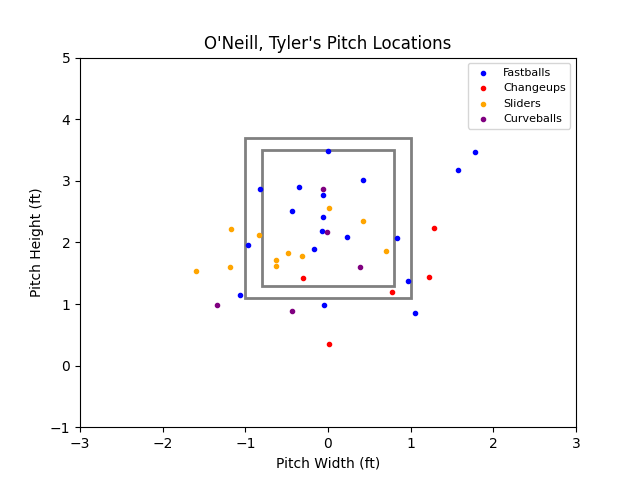 O'Neill, Tyler's Pitch Locations
Fastballs
Changeups
Sliders
Curveballs
Pitch Height (ft)
5
4
3
2
1
0
−1
−3
−2
−1
0
1
2
3
Pitch Width (ft)